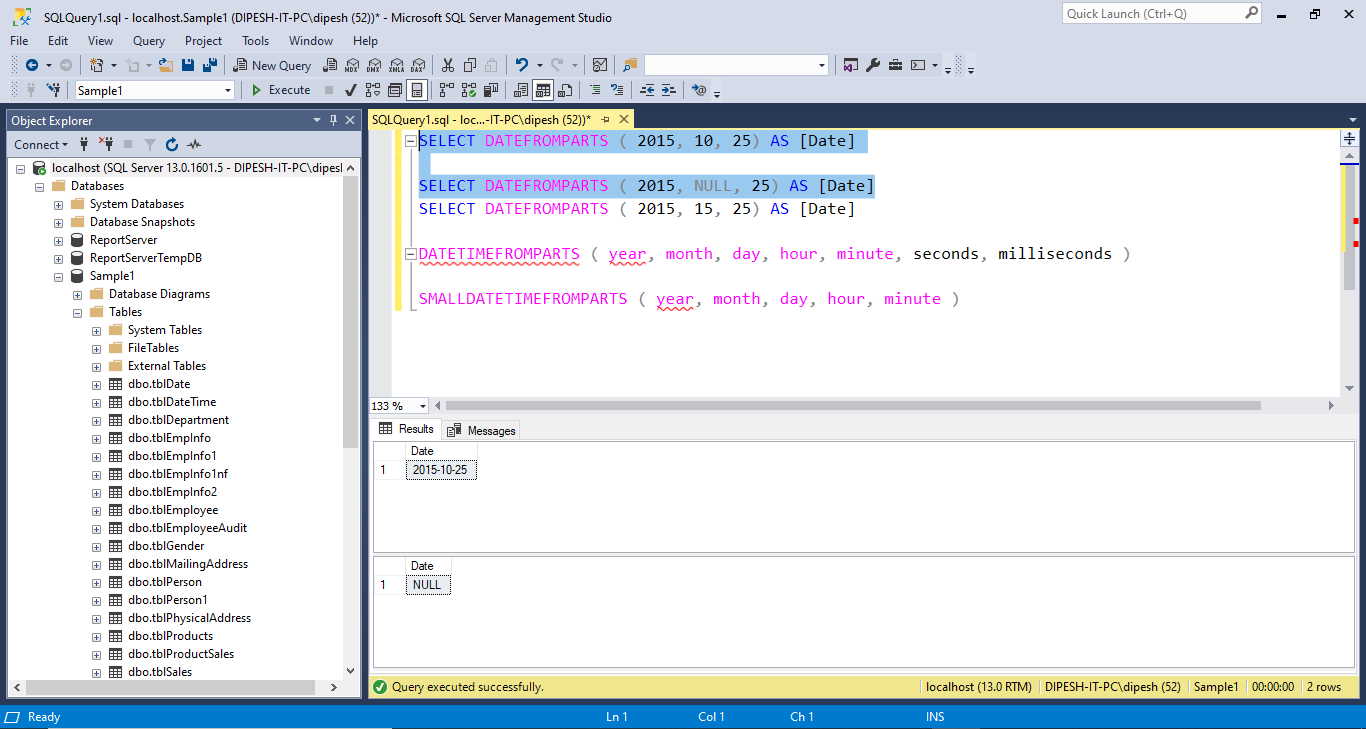 SQLQuery1.sql - localhost.Sample1 (DIPESH-IT-PC\dipesh (52))* - Microsoft SQL Server Management Studio
Quick Launch (Ctrl+Q)
File Edit View Query Project Tools Window Help
New Query MDX DMX XMLA DAX
Sample1 Execute
Object Explorer
Connect
localhost (SQL Server 13.0.1601.5 - DIPESH-IT-PC\dipesl
Databases
System Databases
Database Snapshots
ReportServer
ReportServerTempDB
Sample1
Database Diagrams
Tables
System Tables
FileTables
External Tables
dbo.tblDate
dbo.tblDateTime
dbo.tblDepartment
dbo.tblEmpInfo
dbo.tblEmpInfo1
dbo.tblEmpInfo1nf
dbo.tblEmpInfo2
dbo.tblEmployee
dbo.tblEmployeeAudit
dbo.tblGender
dbo.tblMailingAddress
dbo.tblPerson
dbo.tblPerson1
dbo.tblPhysicalAddress
dbo.tblProducts
dbo.tblProductSales
dbo.tblSales
SQLQuery1.sql - loc...-IT-PC\dipesh (52))*
SELECT DATEFROMPARTS ( 2015, 10, 25) AS [Date]
SELECT DATEFROMPARTS ( 2015, NULL, 25) AS [Date]
SELECT DATEFROMPARTS ( 2015, 15, 25) AS [Date]
DATETIMEFROMPARTS ( year, month, day, hour, minute, seconds, milliseconds )
SMALLDATETIMEFROMPARTS ( year, month, day, hour, minute )
133 %
Results Messages
Date
1 2015-10-25
Date
1 NULL
Query executed successfully. localhost (13.0 RTM) DIPESH-IT-PC\dipesh (52) Sample1 00:00:00 2 rows
Ready Ln 1 Col 1 Ch 1 INS